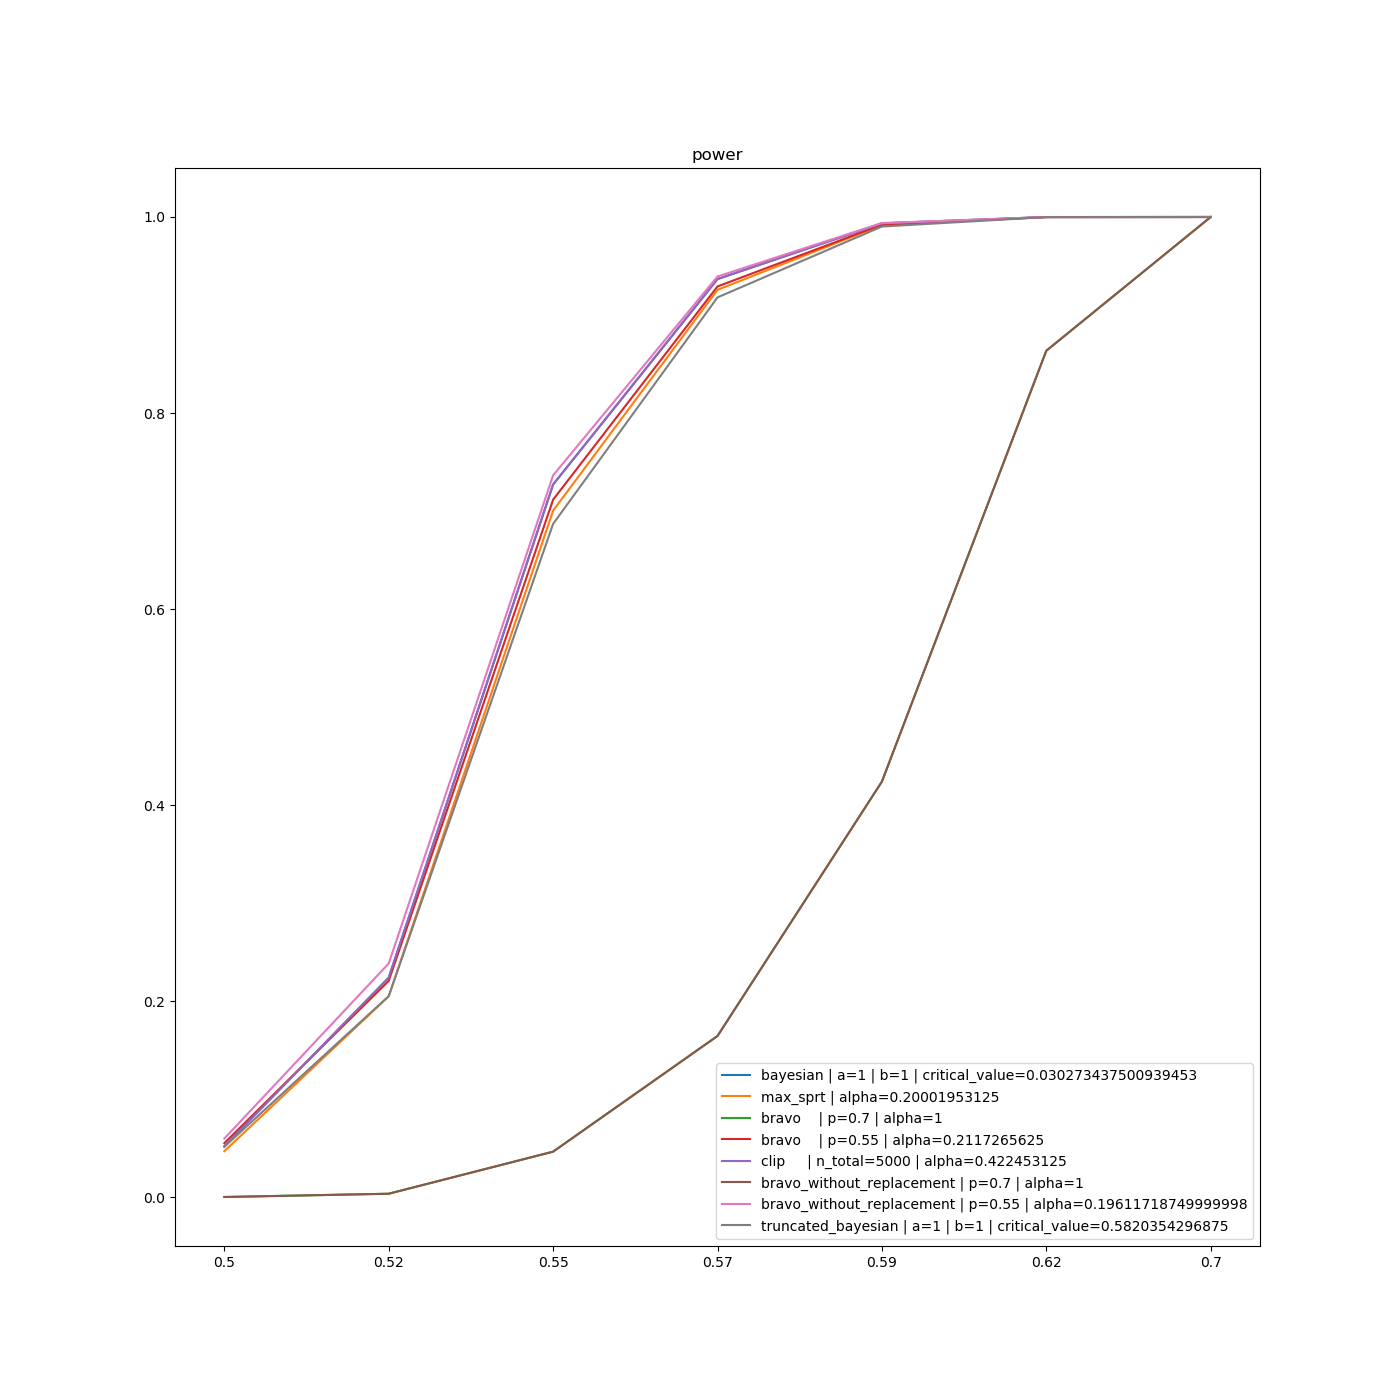 power
1.0
0.8
0.6
0.4
0.2
0.0
bayesian | a=1 | b=1 | critical_value=0.030273437500939453
max_sprt | alpha=0.20001953125
bravo    | p=0.7 | alpha=1
bravo    | p=0.55 | alpha=0.2117265625
clip     | n_total=5000 | alpha=0.422453125
bravo_without_replacement | p=0.7 | alpha=1
bravo_without_replacement | p=0.55 | alpha=0.19611718749999998
truncated_bayesian | a=1 | b=1 | critical_value=0.5820354296875
0.5 0.52 0.55 0.57 0.59 0.62 0.7